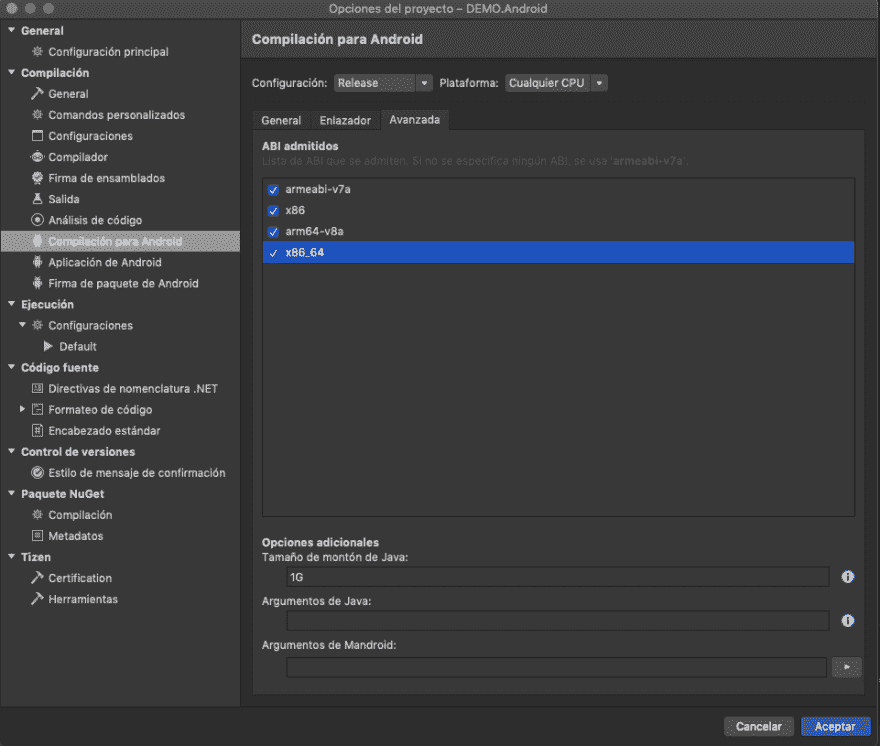 Opciones del proyecto – DEMO.Android
General
Configuración principal
Compilación
General
Comandos personalizados
Configuraciones
Compilador
Firma de ensamblados
Salida
Análisis de código
Compilación para Android
Aplicación de Android
Firma de paquete de Android
Ejecución
Configuraciones
Default
Código fuente
Directivas de nomenclatura .NET
Formateo de código
Encabezado estándar
Control de versiones
Estilo de mensaje de confirmación
Paquete NuGet
Compilación
Metadatos
Tizen
Certification
Herramientas
Compilación para Android
Configuración: Release Plataforma: Cualquier CPU
General Enlazador Avanzada
ABI admitidos
Lista de ABI que se admiten. Si no se especifica ningún ABI, se usa 'armeabi-v7a'.
armeabi-v7a
x86
arm64-v8a
x86_64
Opciones adicionales
Tamaño de montón de Java:
1G
Argumentos de Java:
Argumentos de Mandroid:
Cancelar Aceptar